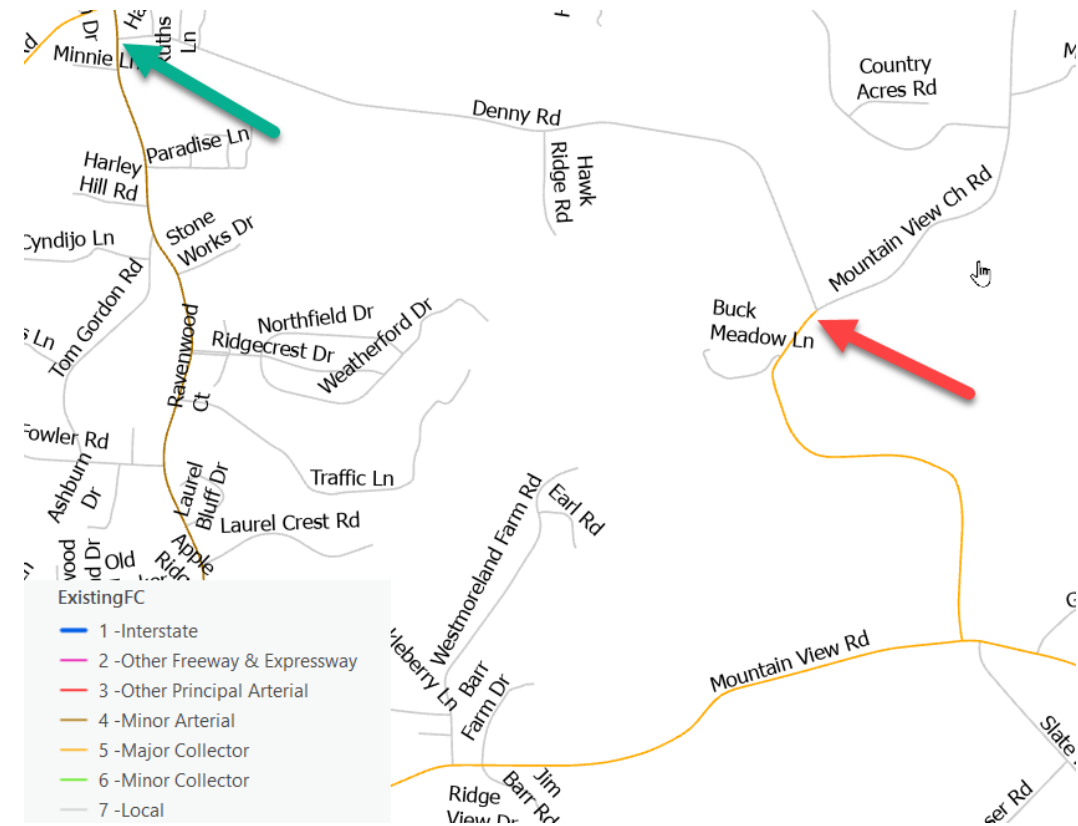 Minnie Ln
Denny Rd
Country
Acres Rd
Paradise Ln
Harley
Hill Rd
Hawk
Ridge Rd
Mountain View Ch Rd
Stone
Works Dr
Cyndijo Ln
Tom Gordon Rd
Buck
Meadow Ln
Northfield Dr
Ridgecrest Dr
Weatherford Dr
Ravenwood
Ct
Fowler Rd
Ashburn
Dr
Traffic Ln
Laurel
Bluff Dr
Laurel Crest Rd
Apple
Old
Westmoreland Farm Rd
Earl Rd
ExistingFC
1 -Interstate
2 -Other Freeway & Expressway
3 -Other Principal Arterial
4 -Minor Arterial
5 -Major Collector
6 -Minor Collector
7 -Local
Barr
Farm Dr
Mountain View Rd
Jim
Barr Rd
Ridge
View Dr
Slate